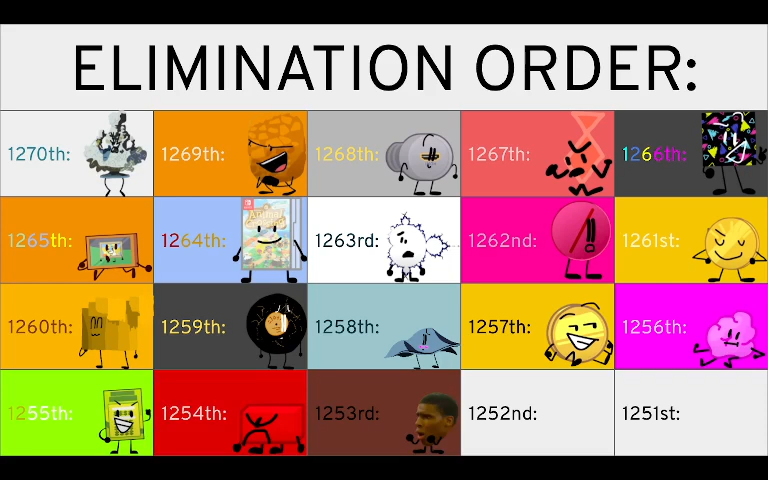 ELIMINATION ORDER:
1270th: 1269th: 1268th: 1267th: 1266th:
1265th: 1264th: 1263rd: 1262nd: 1261st:
1260th: 1259th: 1258th: 1257th: 1256th:
1255th: 1254th: 1253rd: 1252nd: 1251st: